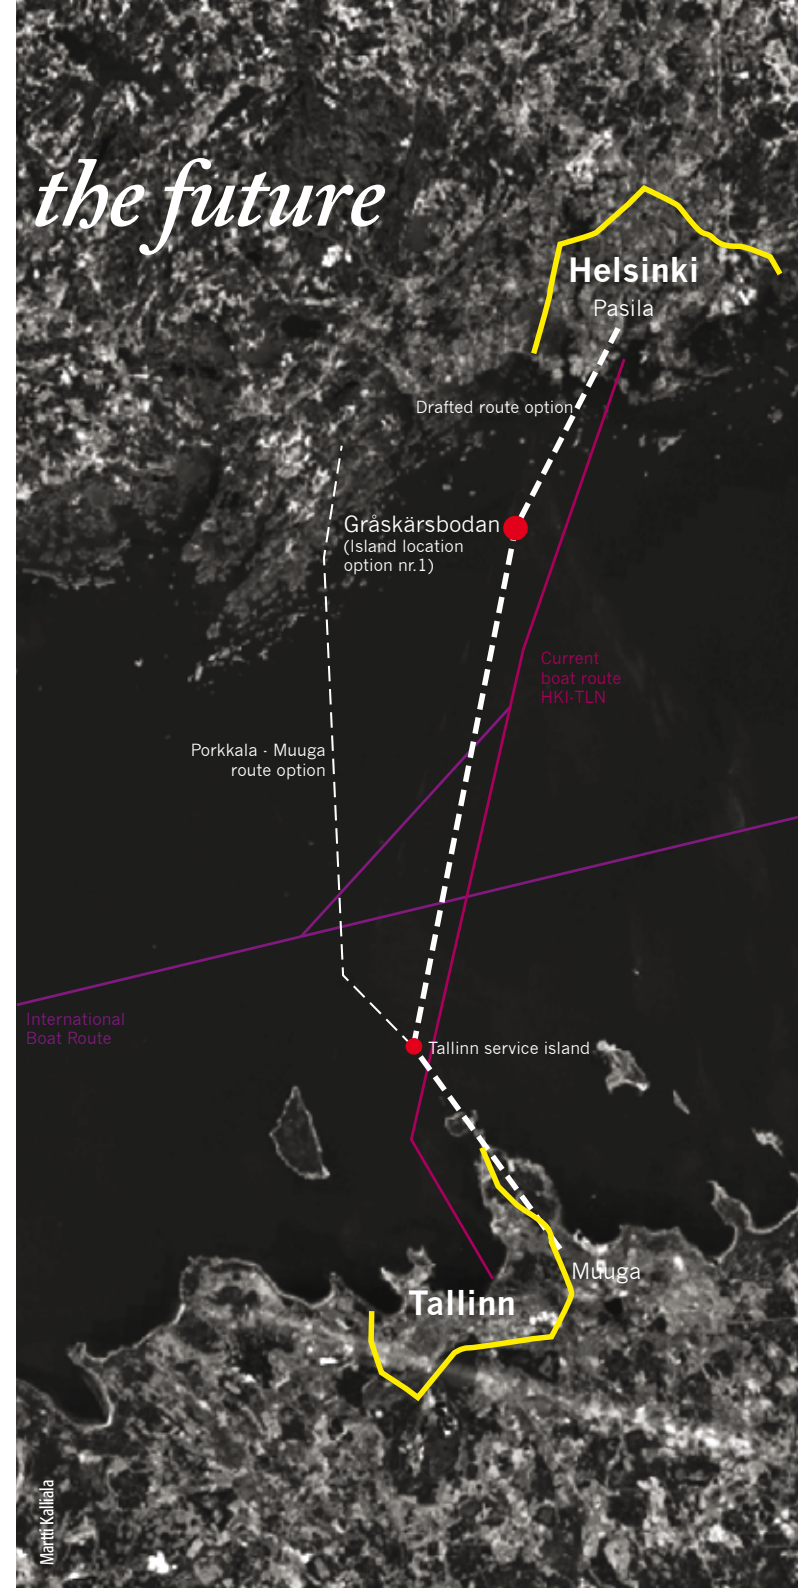 the future
Helsinki
Pasila
Drafted route option
Gråskärsbodan
(Island location
option nr.1)
Current
boat route
HKI-TLN
Porkkala - Muuga
route option
International
Boat Route
Tallinn service island
Muuga
Tallinn
Martti Kalliala